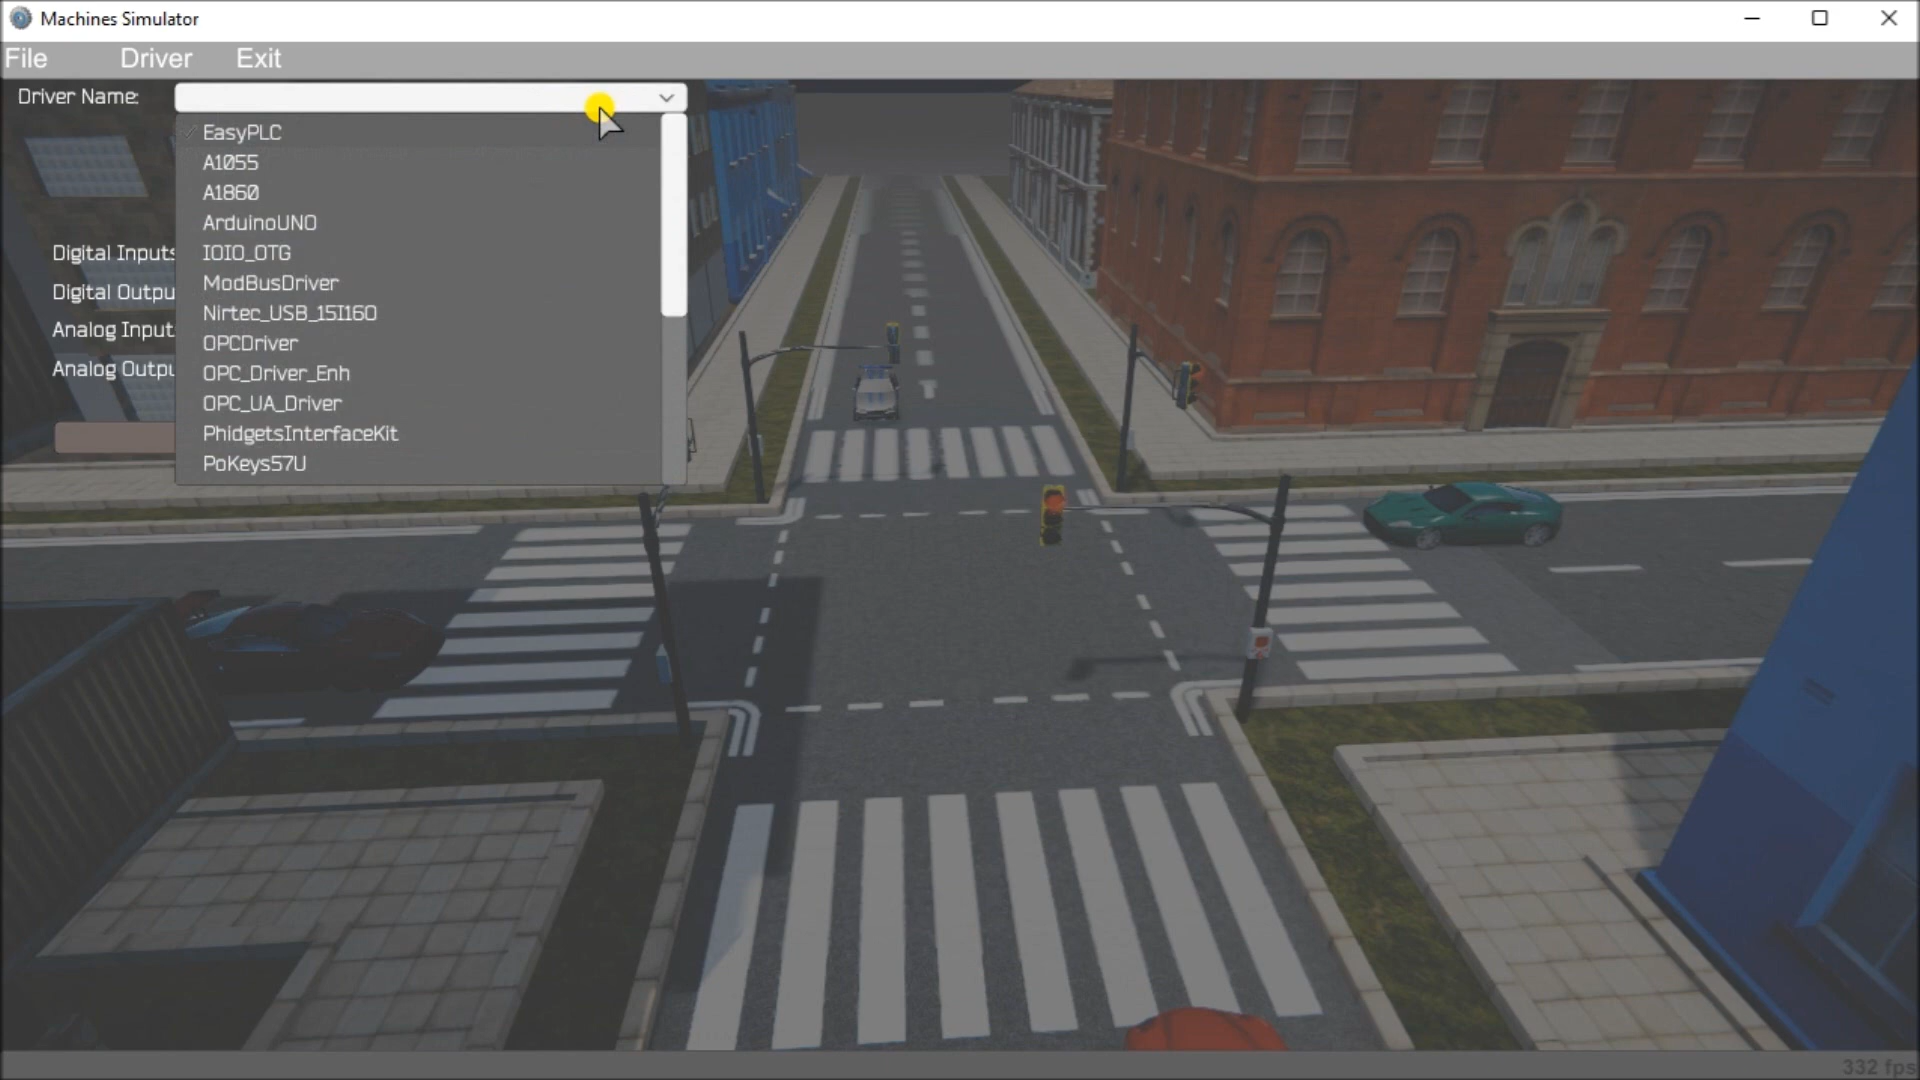 Machines Simulator
File Driver Exit
Driver Name:
EasyPLC
A1055
A1860
ArduinoUNO
Digital Inputs
IOIO_OTG
ModBusDriver
Digital Outpu
Nirtec_USB_15I16O
Analog Input
OPCDriver
Analog Outpu
OPC_Driver_Enh
OPC_UA_Driver
PhidgetsInterfaceKit
PoKeys57U
332 fps